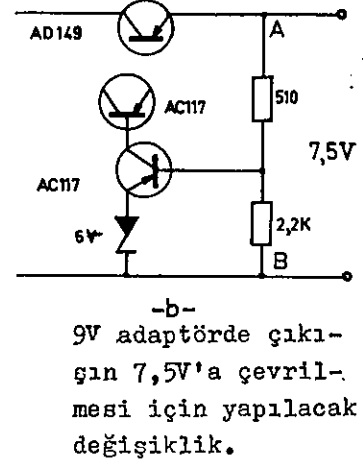 AD149
A
AC117
510
7,5V
AC117
2,2K
6V
B
-b-
9V adaptörde çıkı-
şın 7,5V'a çevril-
mesi için yapılacak
değişiklik.